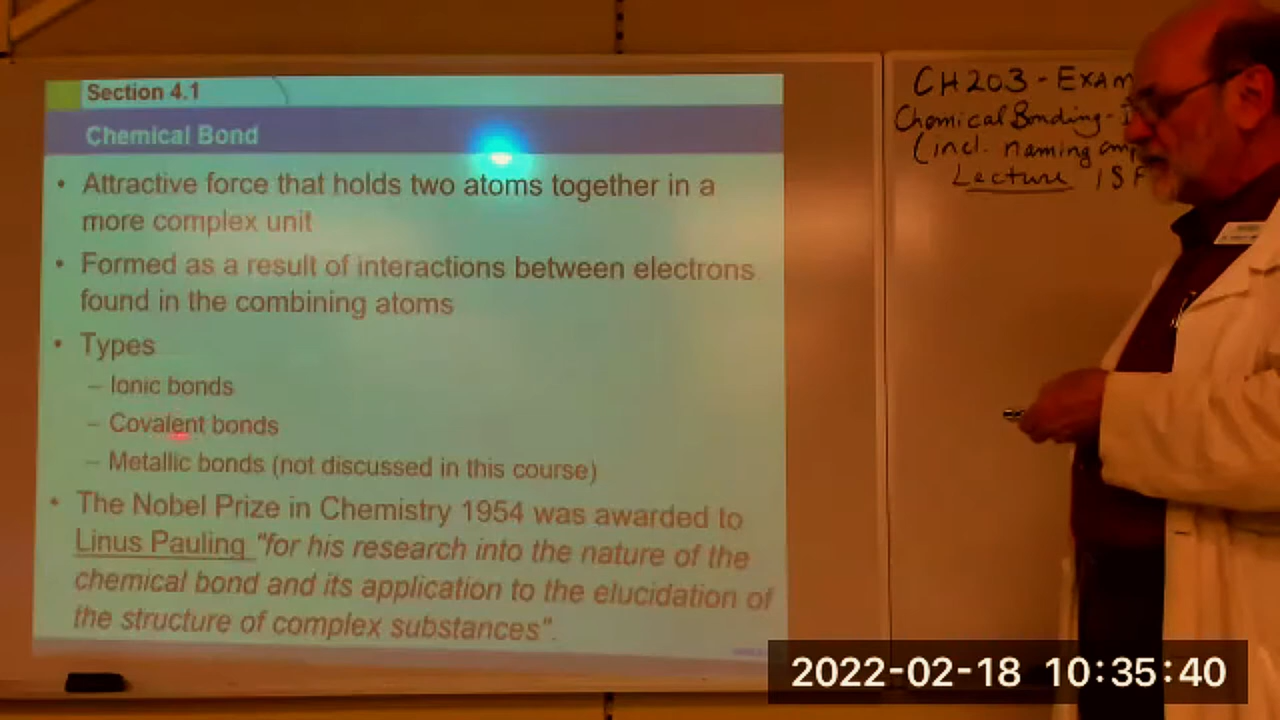 Section 4.1
Chemical Bond
• Attractive force that holds two atoms together in a
more complex unit
• Formed as a result of interactions between electrons
found in the combining atoms
• Types
– Ionic bonds
– Covalent bonds
– Metallic bonds (not discussed in this course)
• The Nobel Prize in Chemistry 1954 was awarded to
Linus Pauling "for his research into the nature of the
chemical bond and its application to the elucidation of
the structure of complex substances".
CH203 - EXAM
Chemical Bonding -
(incl. naming
Lecture
2022-02-18 10:35:40